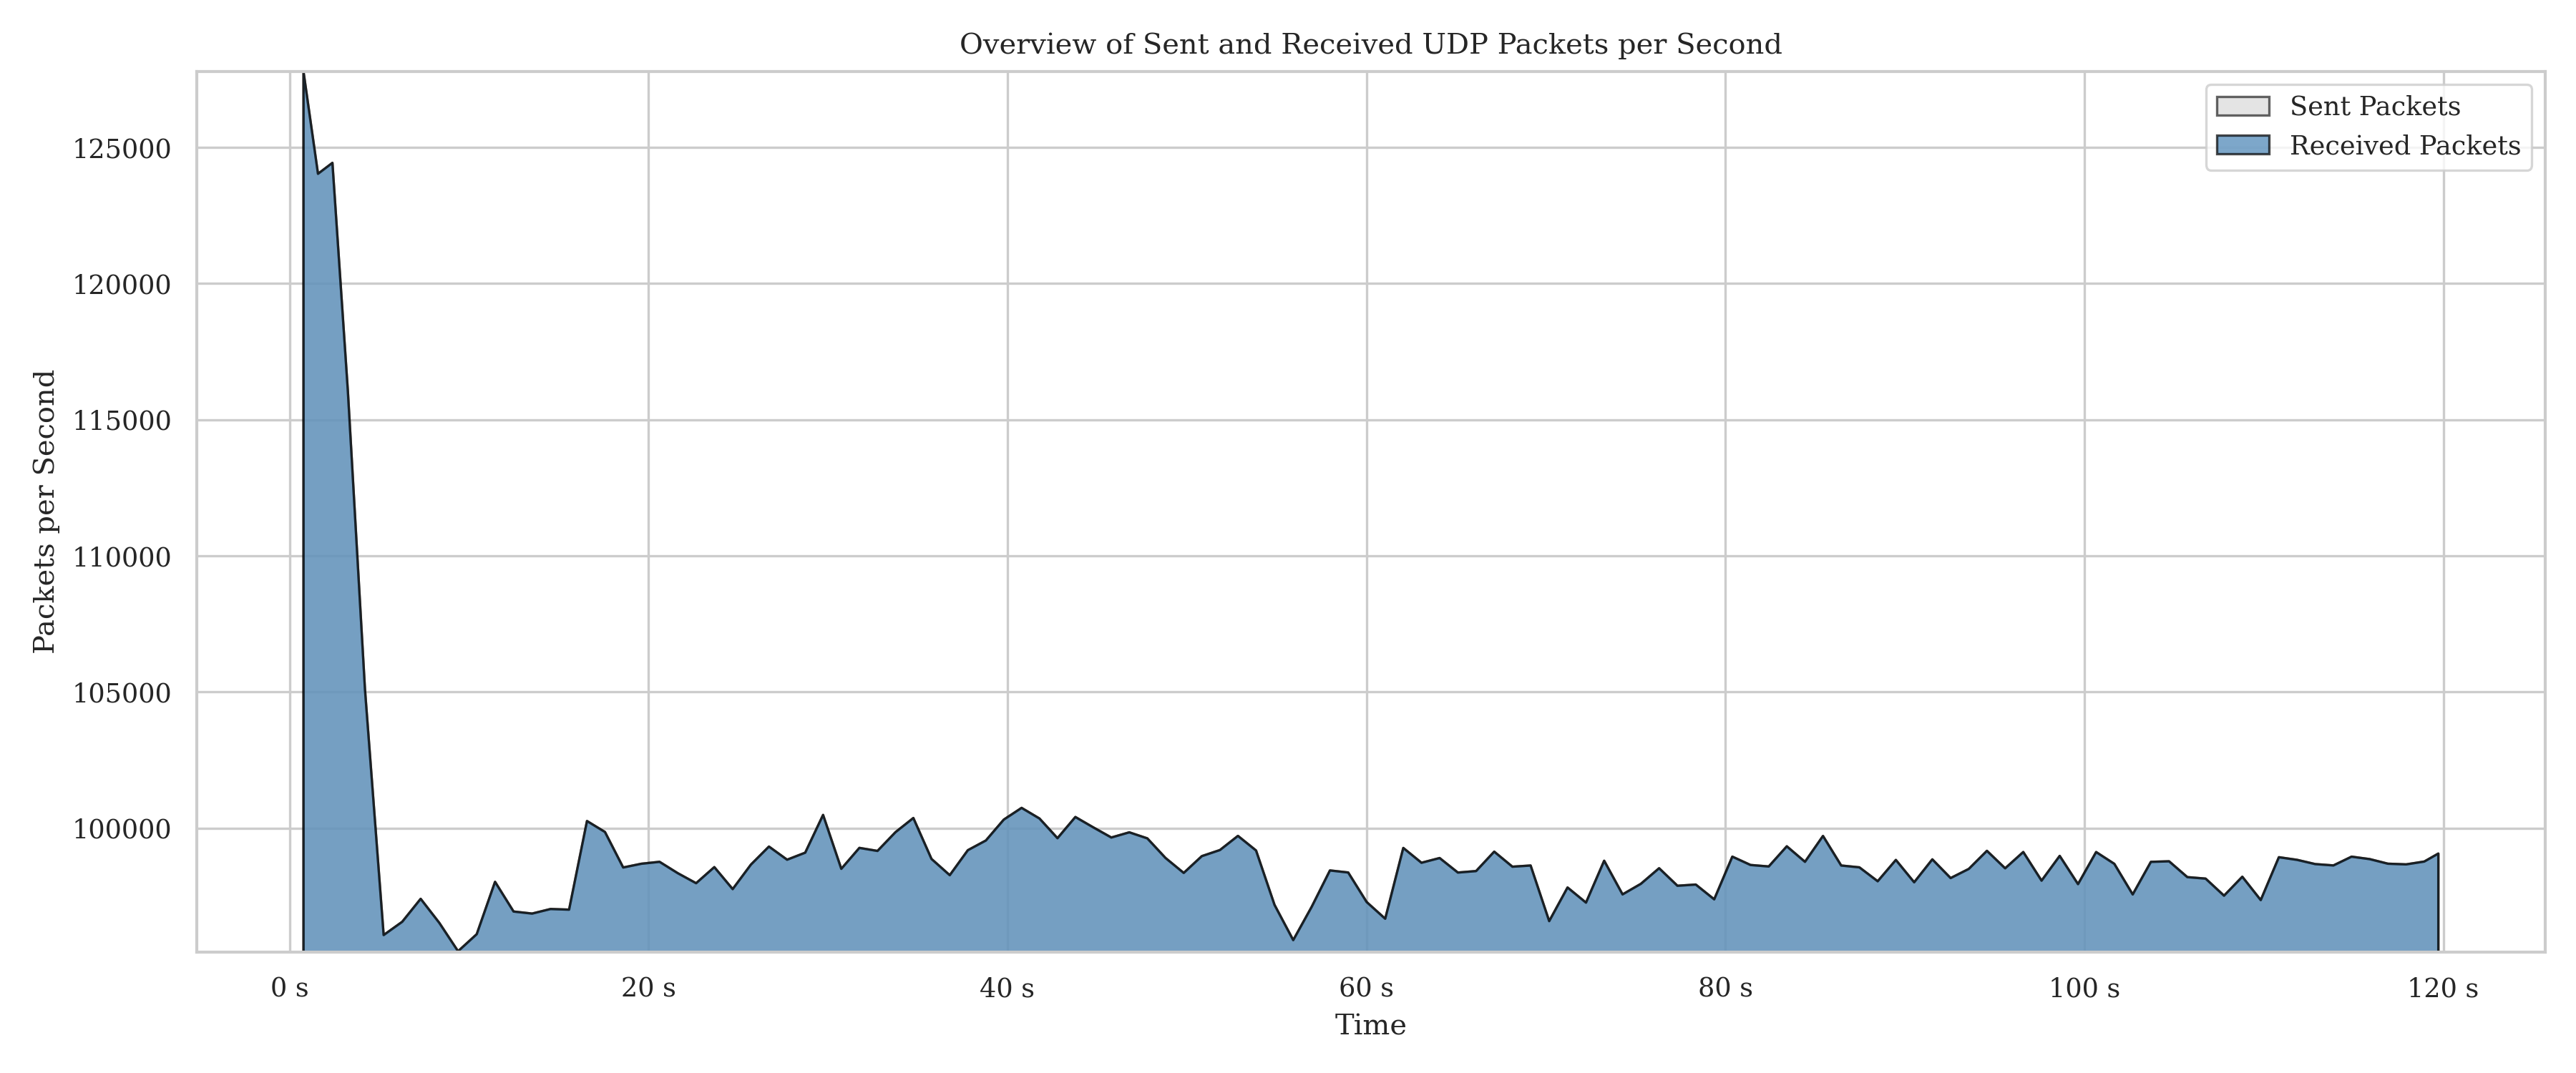 Overview of Sent and Received UDP Packets per Second
Sent Packets
Received Packets
Packets per Second
125000
120000
115000
110000
105000
100000
0 s
20 s
40 s
60 s
80 s
100 s
120 s
Time